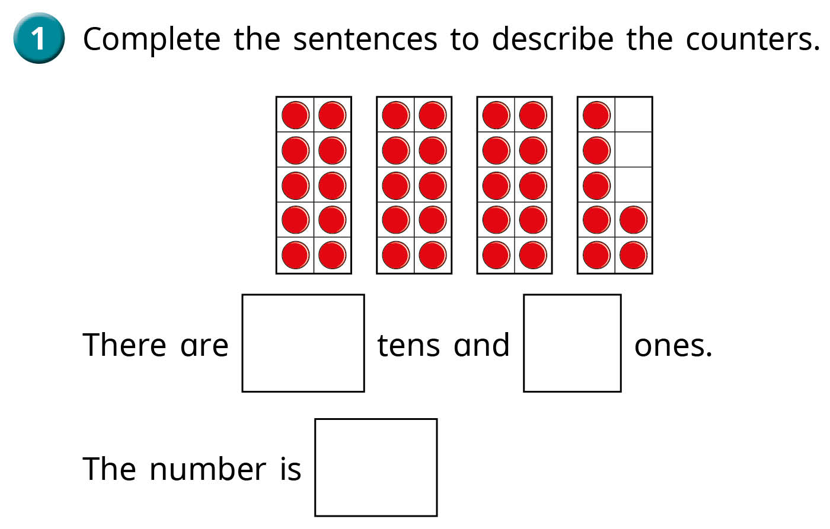 1 Complete the sentences to describe the counters.
There are tens and ones.
The number is